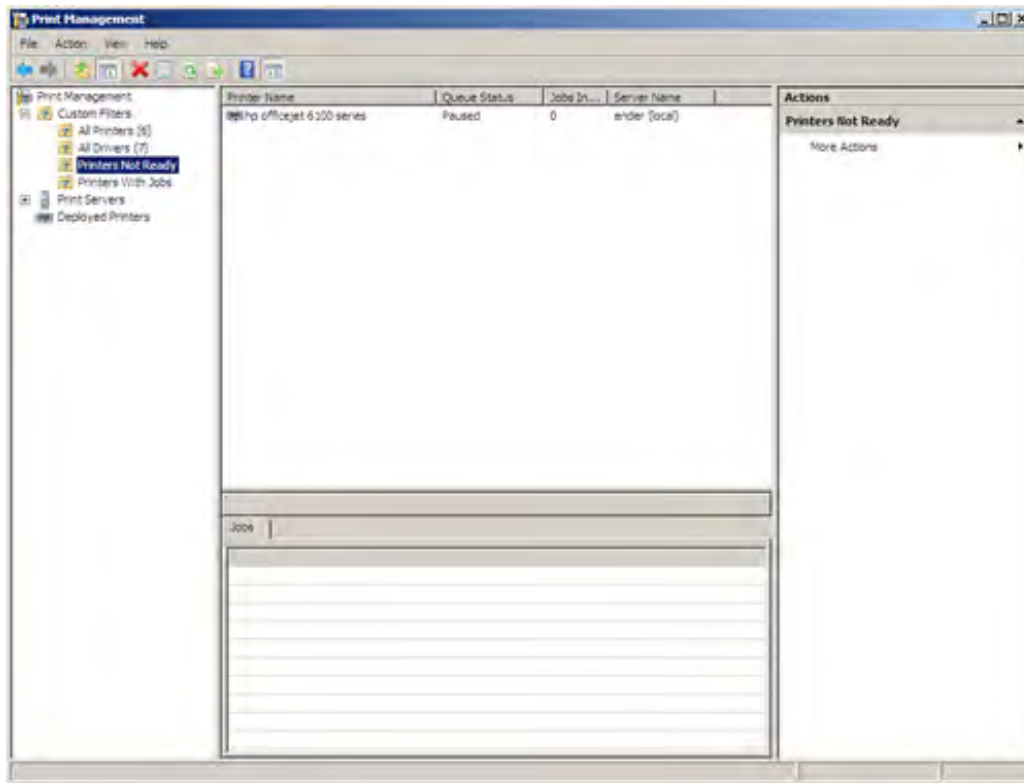 Print Management
File Action View Help
Print Management
Custom Filters
All Printers (6)
All Drivers (7)
Printers Not Ready
Printers With Jobs
Print Servers
Deployed Printers
Printer Name Queue Status Jobs In... Server Name
hp officejet 6100 series Paused 0 ender (local)
Jobs
Actions
Printers Not Ready
More Actions